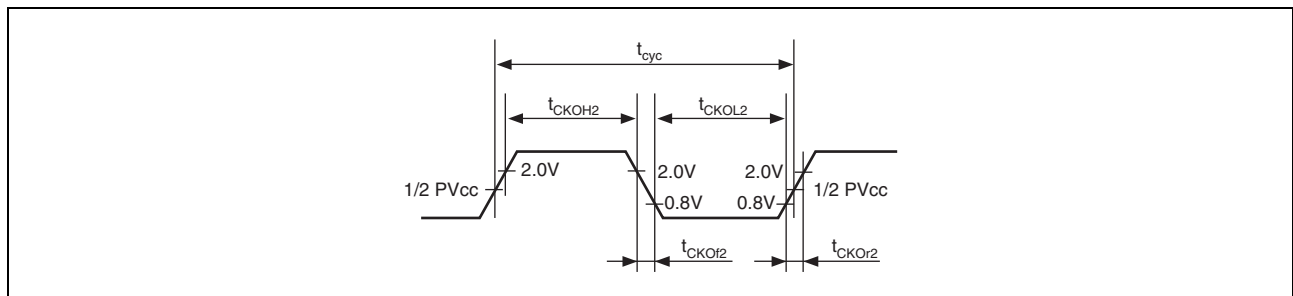 tcyc
tCKOH2 tCKOL2
2.0V 2.0V 2.0V
1/2 PVcc 1/2 PVcc
0.8V 0.8V
tCKOf2 tCKOr2